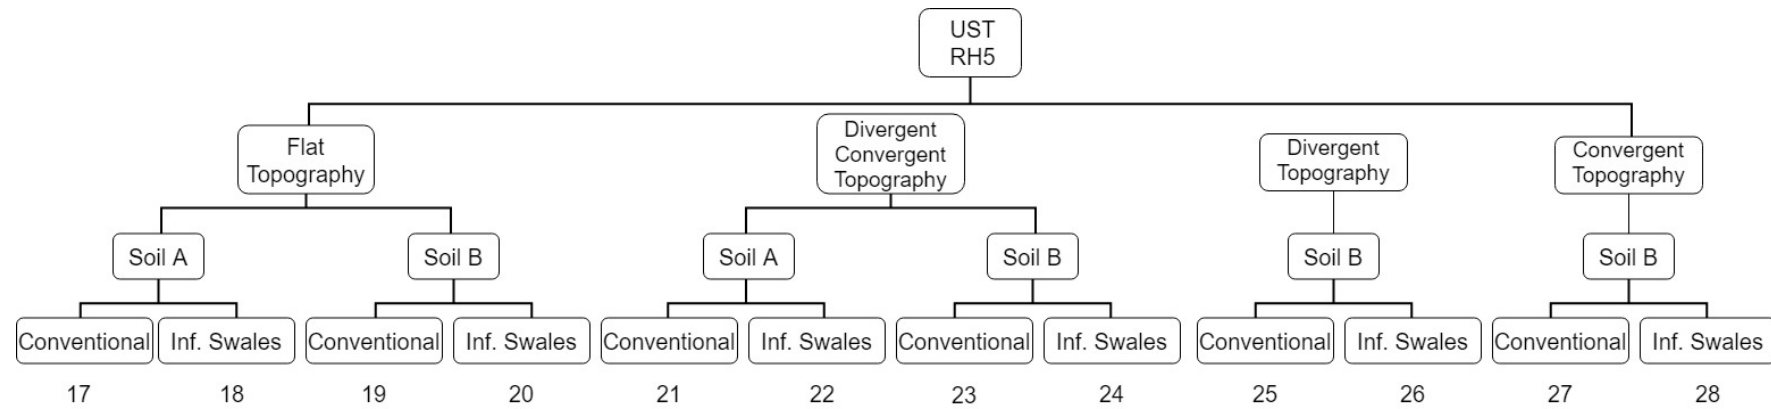 UST
RH5
Flat
Topography
Divergent
Convergent
Topography
Divergent
Topography
Convergent
Topography
Soil A
Soil B
Soil A
Soil B
Soil B
Soil B
Conventional
Inf. Swales
Conventional
Inf. Swales
Conventional
Inf. Swales
Conventional
Inf. Swales
Conventional
Inf. Swales
Conventional
Inf. Swales
17
18
19
20
21
22
23
24
25
26
27
28